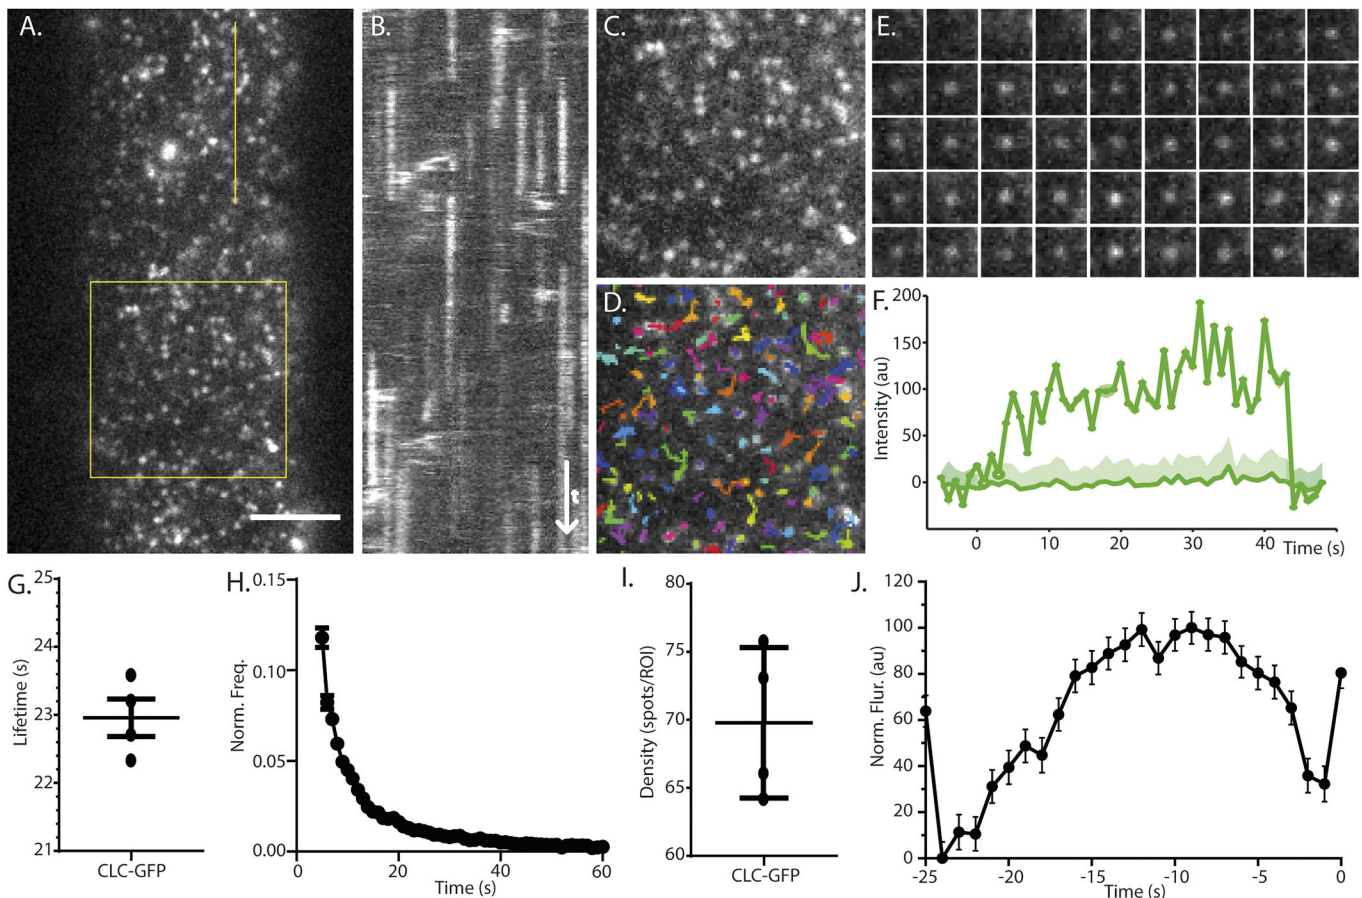 A.
B.
t
C.
D.
E.
F.
200
150
100
50
0
Intensity (au)
0 10 20 30 40 Time (s)
G.
25
24
23
22
21
Lifetime (s)
CLC-GFP
H.
0.15
0.10
0.05
0.00
Norm. Freq.
0 20 40 60
Time (s)
I.
80
75
70
65
60
Density (spots/ROI)
CLC-GFP
J.
120
100
80
60
40
20
0
Norm. Flur. (au)
-25 -20 -15 -10 -5 0
Time (s)